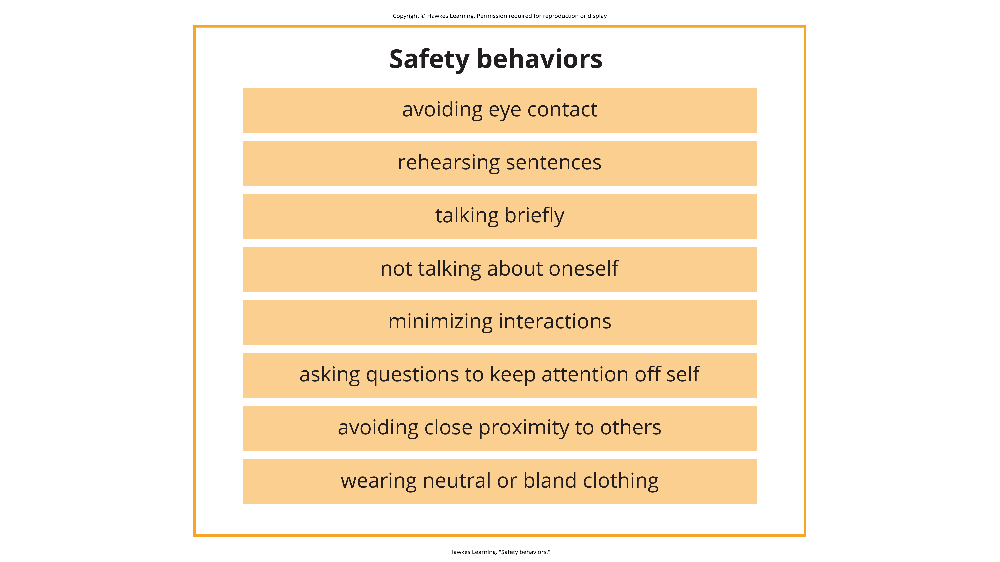 Copyright © Hawkes Learning. Permission required for reproduction or display
Safety behaviors
avoiding eye contact
rehearsing sentences
talking briefly
not talking about oneself
minimizing interactions
asking questions to keep attention off self
avoiding close proximity to others
wearing neutral or bland clothing
Hawkes Learning. "Safety behaviors."